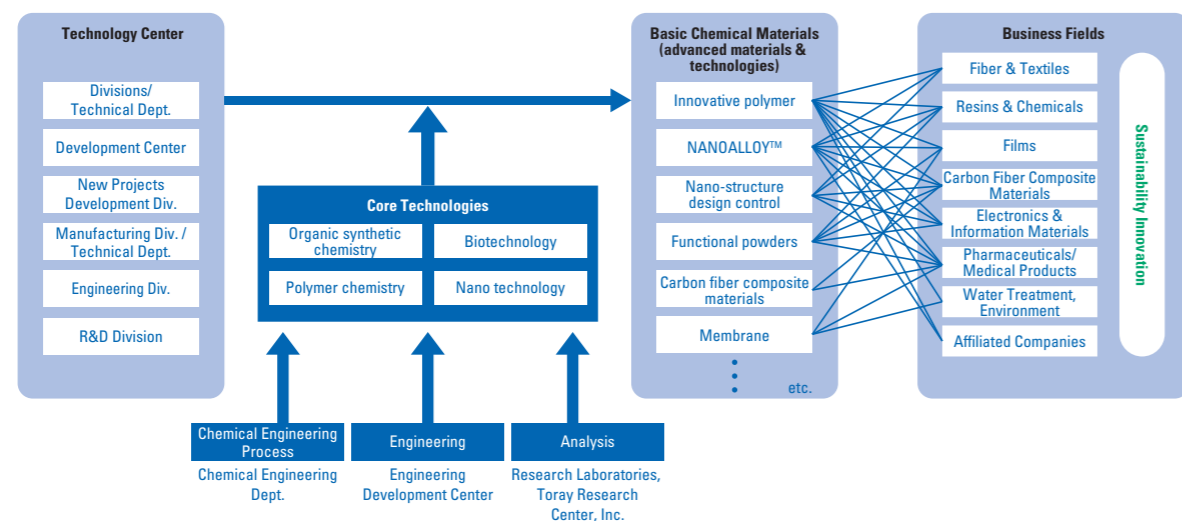 Technology Center
Divisions/
Technical Dept.
Development Center
New Projects
Development Div.
Manufacturing Div. /
Technical Dept.
Engineering Div.
R&D Division
Core Technologies
Organic synthetic
chemistry
Biotechnology
Polymer chemistry
Nano technology
Chemical Engineering
Process
Chemical Engineering
Dept.
Engineering
Engineering
Development Center
Analysis
Research Laboratories,
Toray Research
Center, Inc.
Basic Chemical Materials
(advanced materials &
technologies)
Innovative polymer
NANOALLOY™
Nano-structure
design control
Functional powders
Carbon fiber composite
materials
Membrane
etc.
Business Fields
Fiber & Textiles
Resins & Chemicals
Films
Carbon Fiber Composite
Materials
Electronics &
Information Materials
Pharmaceuticals/
Medical Products
Water Treatment,
Environment
Affiliated Companies
Sustainability Innovation